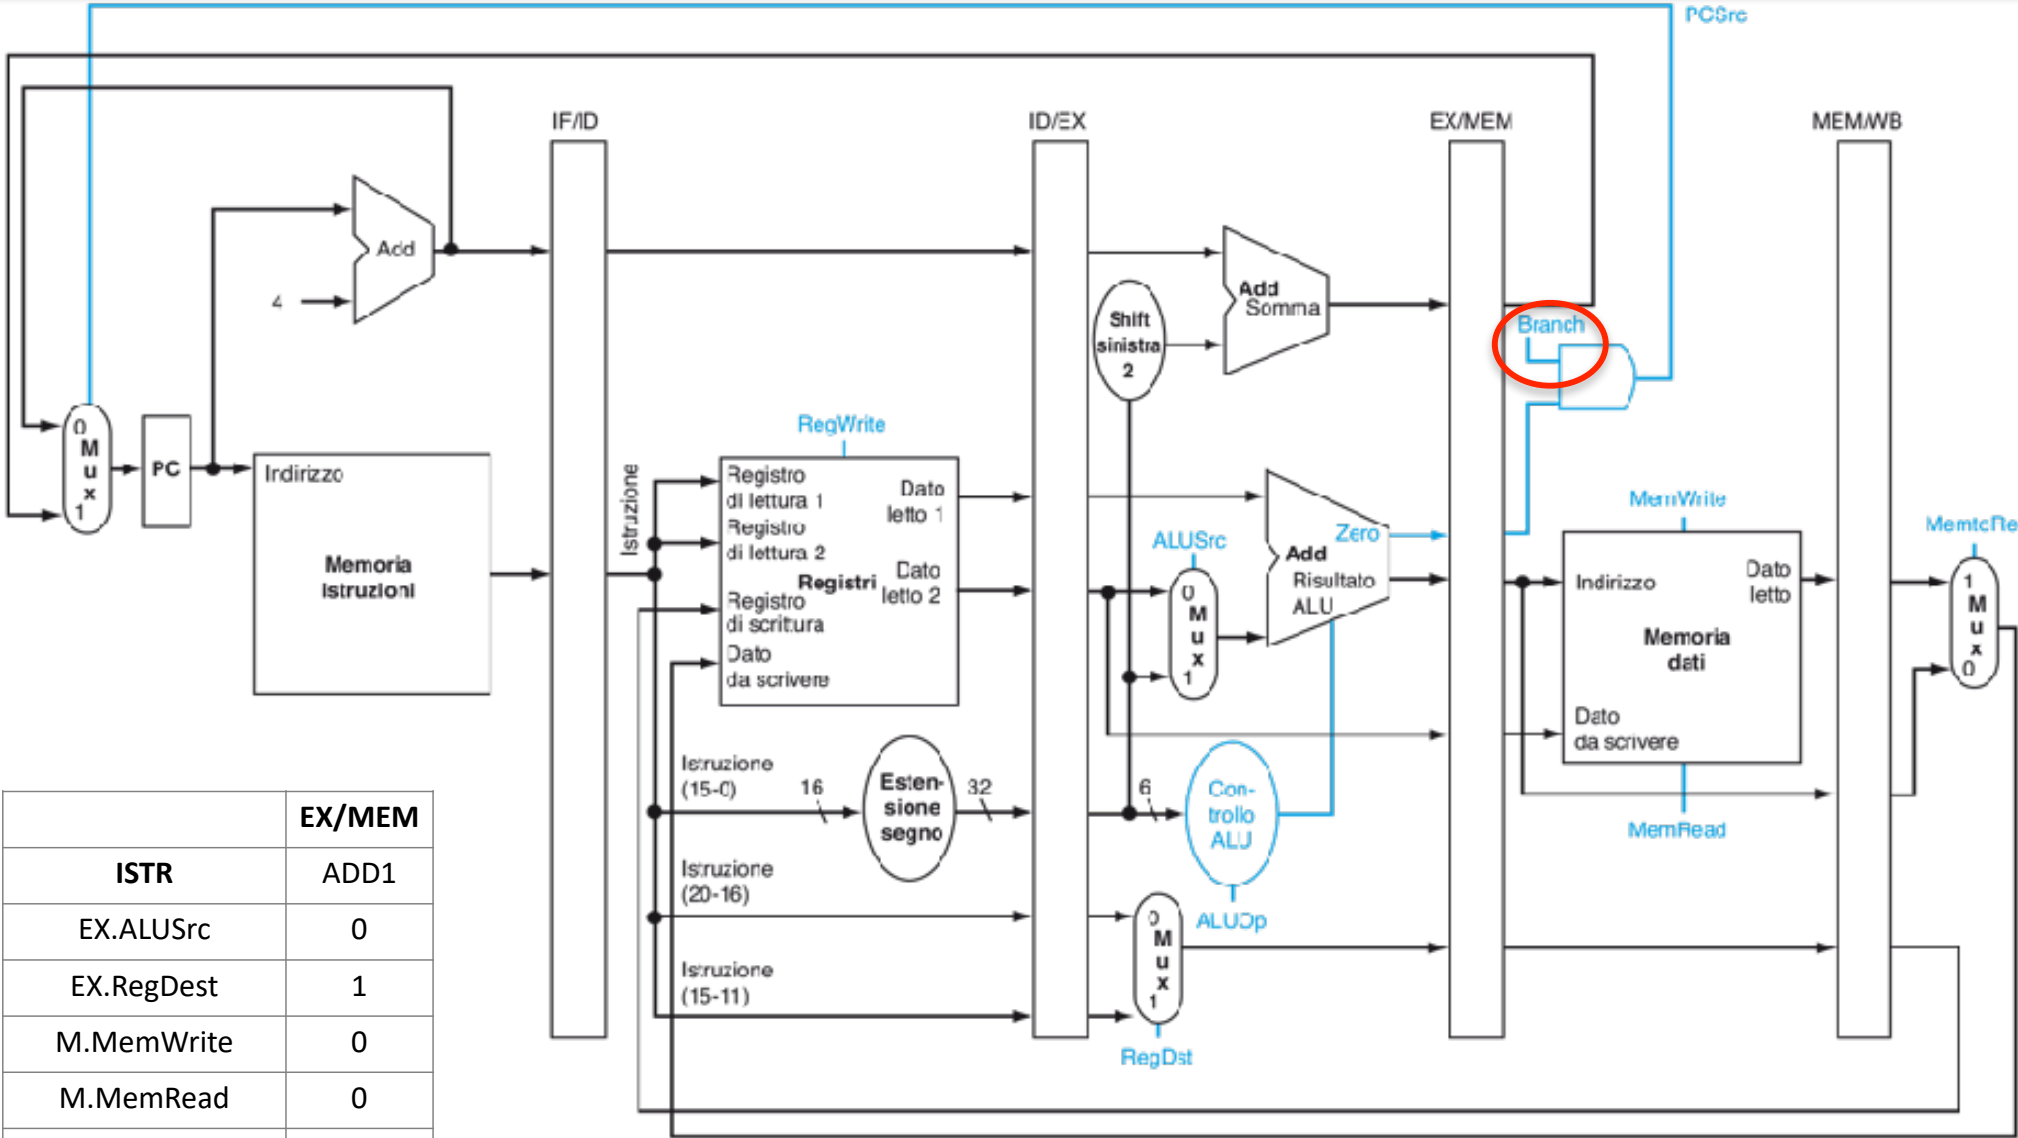 PCSrc
IF/ID
ID/EX
EX/MEM
MEM/WB
Add
4
Add
Somma
Shift
sinistra
2
Branch
0
M
u
x
1
PC
Indirizzo
Memoria
istruzioni
Istruzione
RegWrite
Registro
di lettura 1
Registro
di lettura 2
Registri
Registro
di scrittura
Dato
da scrivere
Dato
letto 1
Dato
letto 2
ALUSrc
0
M
u
x
1
Zero
Add
Risultato
ALU
MemWrite
Indirizzo
Dato
letto
Memoria
dati
Dato
da scrivere
MemRead
MemtoRe
1
M
u
x
0
Istruzione
(15-0)
16
Esten-
sione
segno
32
6
Con-
trollo
ALU
ALUOp
Istruzione
(20-16)
Istruzione
(15-11)
0
M
u
x
1
RegDst
EX/MEM
ISTR ADD1
EX.ALUSrc 0
EX.RegDest 1
M.MemWrite 0
M.MemRead 0